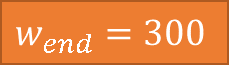 w_end = 300